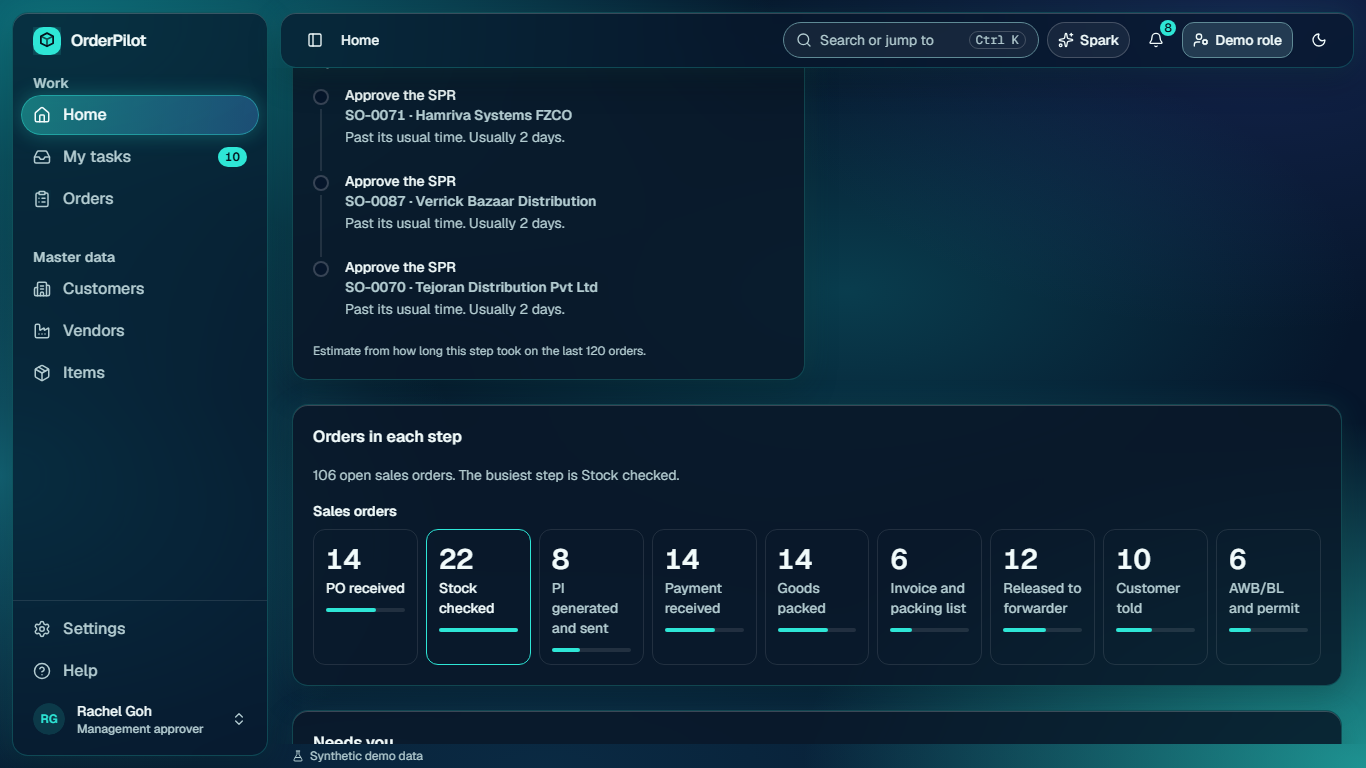 OrderPilot
Work
Home
My tasks
10
Orders
Master data
Customers
Vendors
Items
Settings
Help
RG
Rachel Goh
Management approver
Home
Search or jump to
Ctrl K
Spark
8
Demo role
Approve the SPR
SO-0071 · Hamriva Systems FZCO
Past its usual time. Usually 2 days.
Approve the SPR
SO-0087 · Verrick Bazaar Distribution
Past its usual time. Usually 2 days.
Approve the SPR
SO-0070 · Tejoran Distribution Pvt Ltd
Past its usual time. Usually 2 days.
Estimate from how long this step took on the last 120 orders.
Orders in each step
106 open sales orders. The busiest step is Stock checked.
Sales orders
14
PO received
22
Stock
checked
8
PI
generated
and sent
14
Payment
received
14
Goods
packed
6
Invoice and
packing list
12
Released to
forwarder
10
Customer
told
6
AWB/BL
and permit
Needs you
Synthetic demo data